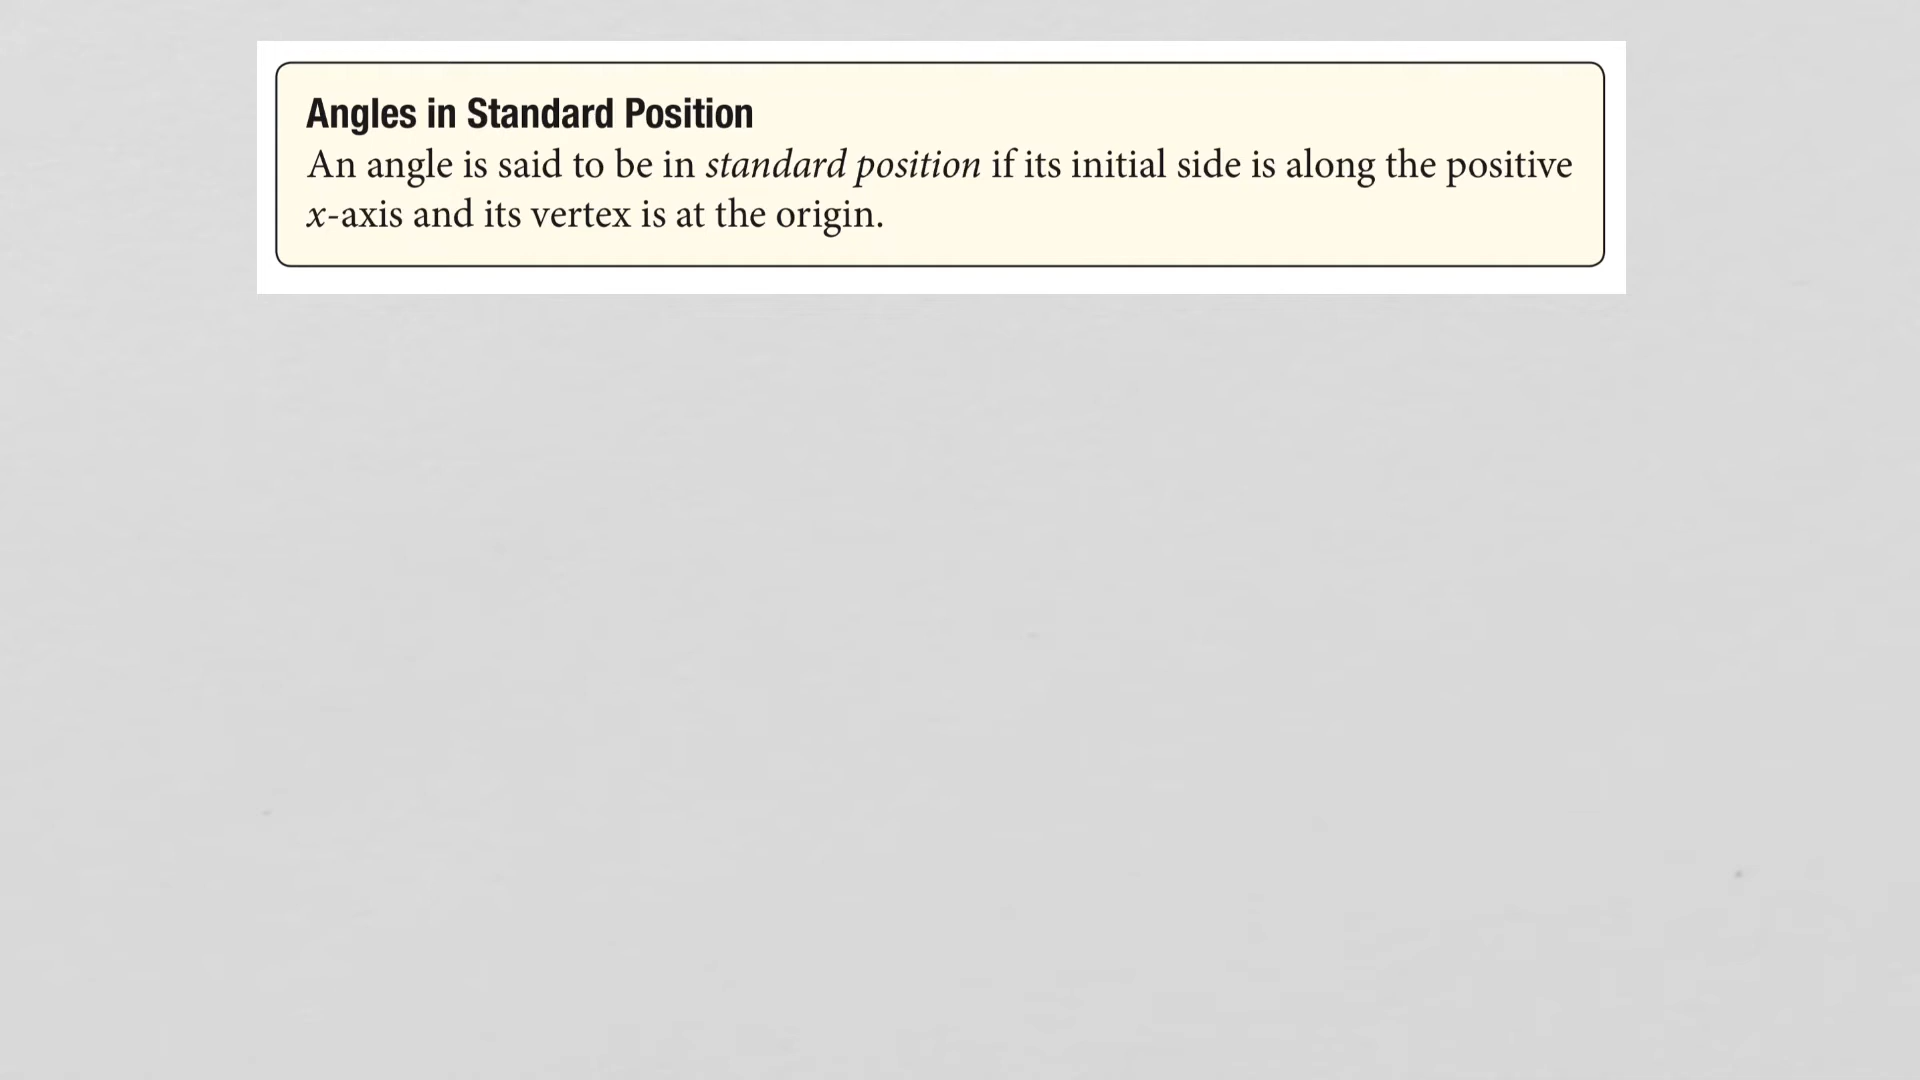 Angles in Standard Position
An angle is said to be in standard position if its initial side is along the positive
x-axis and its vertex is at the origin.